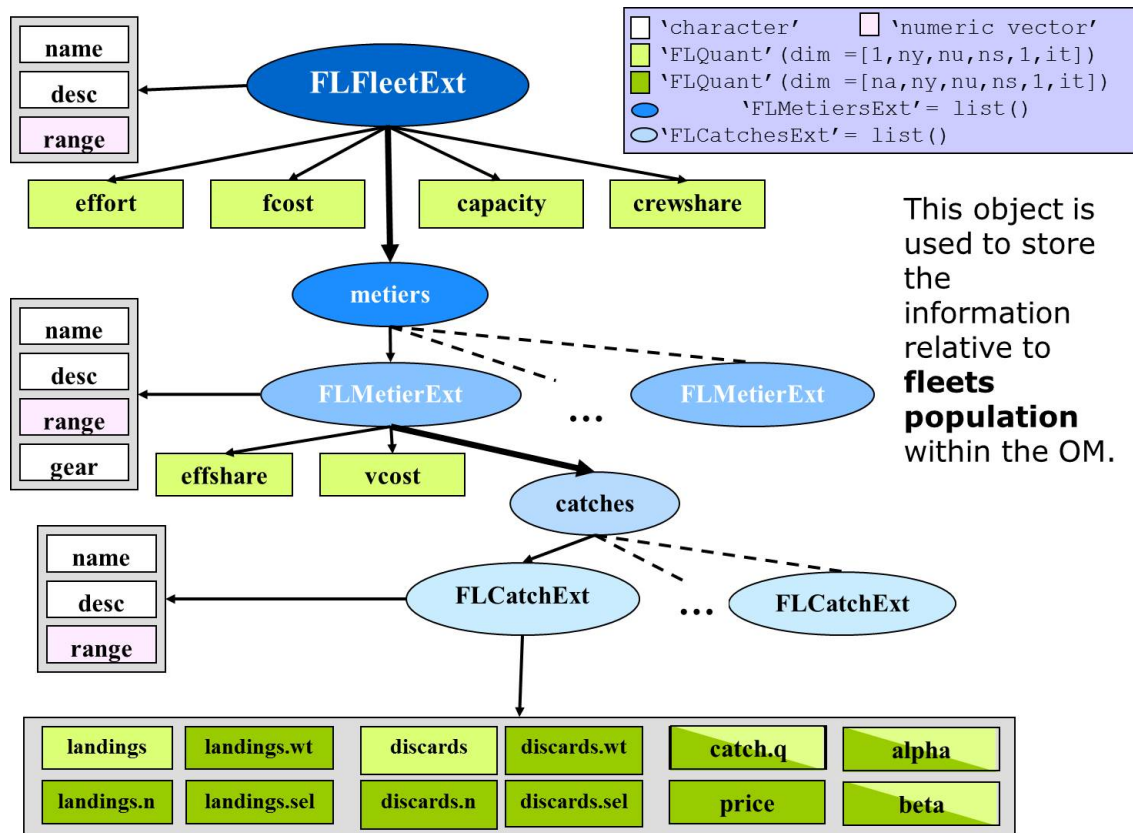 ‘character’ ‘numeric vector’
‘FLQuant’(dim =[1,ny,nu,ns,1,it])
‘FLQuant’(dim =[na,ny,nu,ns,1,it])
‘FLMetiersExt’= list()
‘FLCatchesExt’= list()
name
desc
range
FLFleetExt
effort
fcost
capacity
crewshare
This object is
used to store
the
information
relative to
fleets
population
within the OM.
metiers
name
desc
range
gear
FLMetierExt
...
FLMetierExt
effshare
vcost
catches
name
desc
range
FLCatchExt
...
FLCatchExt
landings
landings.wt
discards
discards.wt
catch.q
alpha
landings.n
landings.sel
discards.n
discards.sel
price
beta